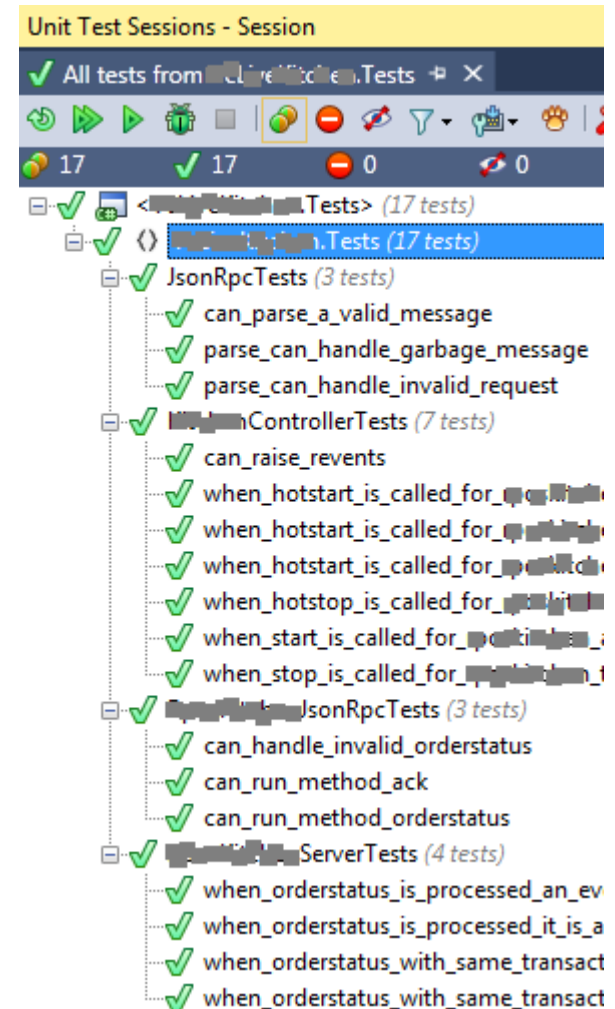 Unit Test Sessions - Session
All tests from .Tests
17 17 0 0
< .Tests> (17 tests)
.Tests (17 tests)
JsonRpcTests (3 tests)
can_parse_a_valid_message
parse_can_handle_garbage_message
parse_can_handle_invalid_request
ControllerTests (7 tests)
can_raise_revents
when_hotstart_is_called_for_
when_hotstart_is_called_for_
when_hotstart_is_called_for_
when_hotstop_is_called_for_
when_start_is_called_for_
when_stop_is_called_for_
JsonRpcTests (3 tests)
can_handle_invalid_orderstatus
can_run_method_ack
can_run_method_orderstatus
ServerTests (4 tests)
when_orderstatus_is_processed_an_ev
when_orderstatus_is_processed_it_is_a
when_orderstatus_with_same_transact
when_orderstatus_with_same_transact